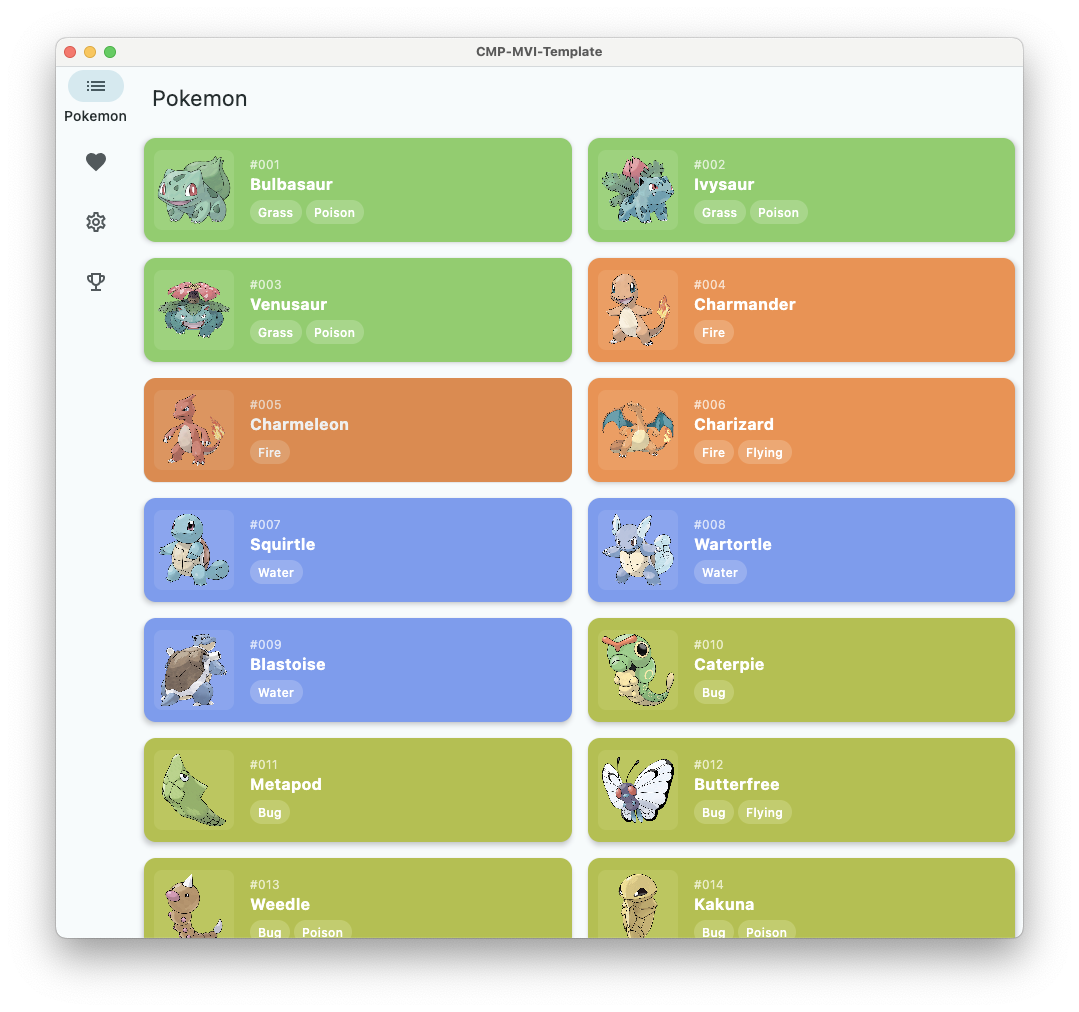 CMP-MVI-Template
Pokemon
Pokemon
#001
Bulbasaur
Grass Poison
#002
Ivysaur
Grass Poison
#003
Venusaur
Grass Poison
#004
Charmander
Fire
#005
Charmeleon
Fire
#006
Charizard
Fire Flying
#007
Squirtle
Water
#008
Wartortle
Water
#009
Blastoise
Water
#010
Caterpie
Bug
#011
Metapod
Bug
#012
Butterfree
Bug Flying
#013
Weedle
Bug Poison
#014
Kakuna
Bug Poison